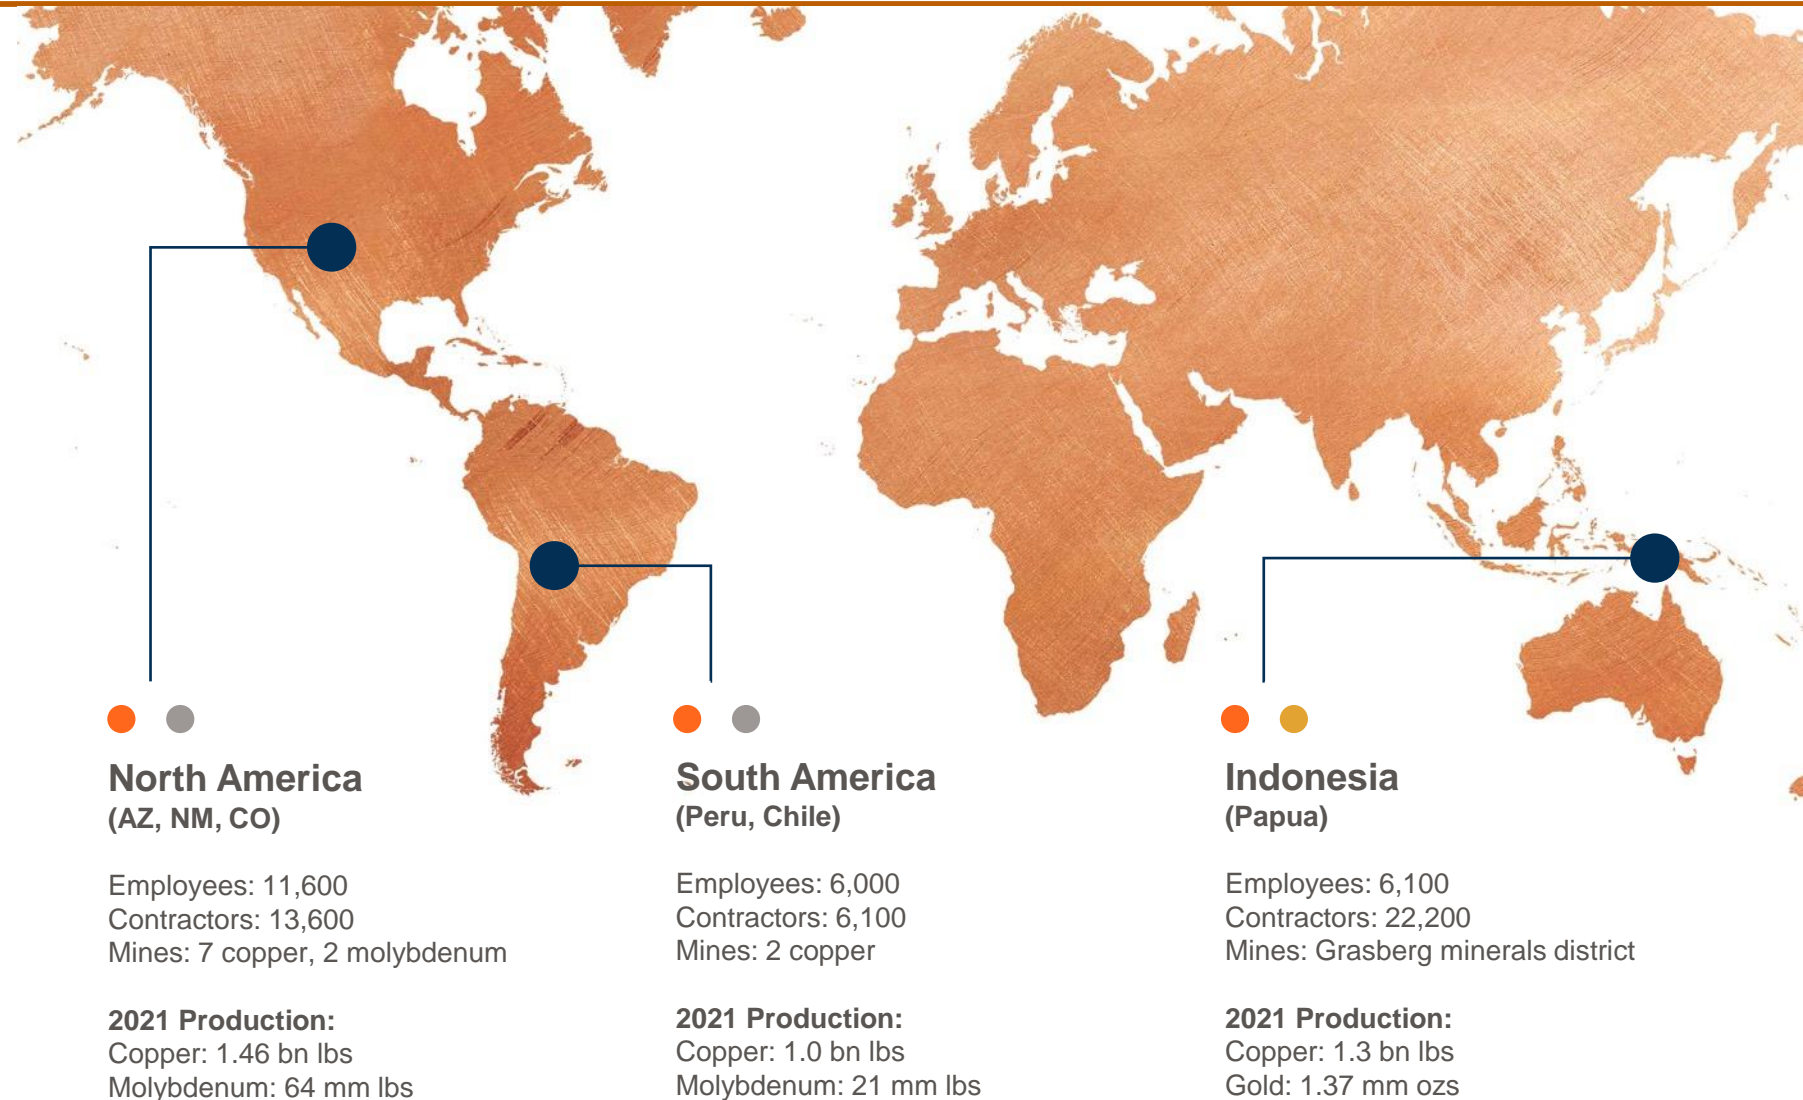 North America
(AZ, NM, CO)
Employees: 11,600
Contractors: 13,600
Mines: 7 copper, 2 molybdenum
2021 Production:
Copper: 1.46 bn lbs
Molybdenum: 64 mm lbs
South America
(Peru, Chile)
Employees: 6,000
Contractors: 6,100
Mines: 2 copper
2021 Production:
Copper: 1.0 bn lbs
Molybdenum: 21 mm lbs
Indonesia
(Papua)
Employees: 6,100
Contractors: 22,200
Mines: Grasberg minerals district
2021 Production:
Copper: 1.3 bn lbs
Gold: 1.37 mm ozs